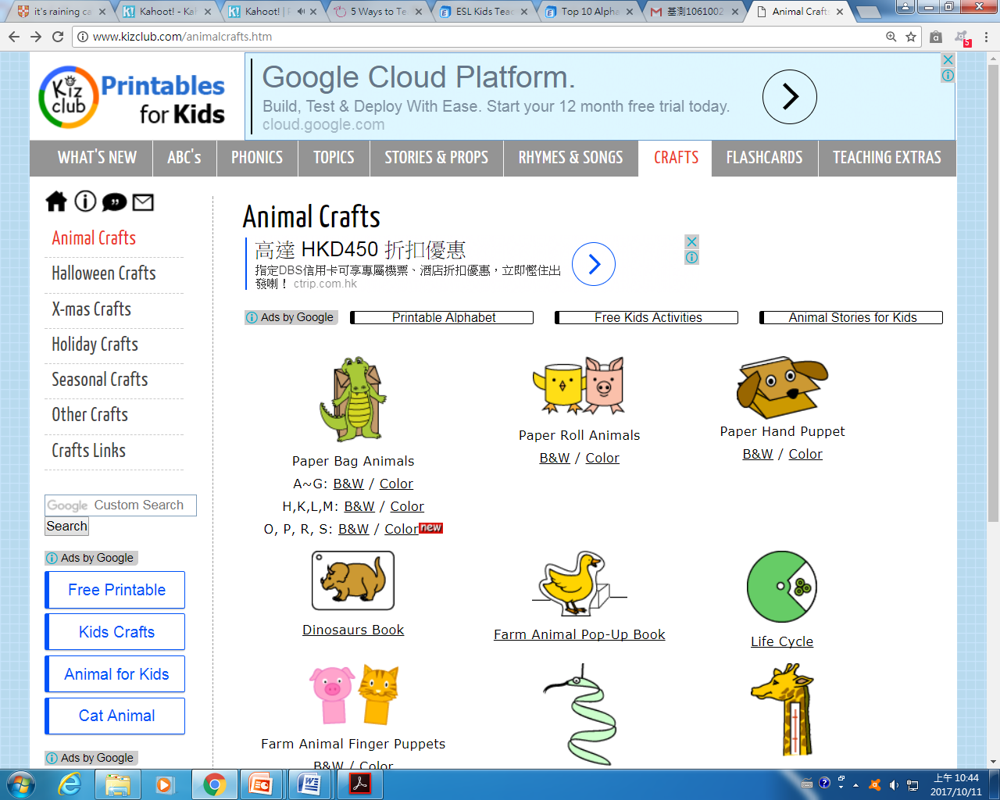 it's raining ca
Kahoot! - Kal
Kahoot! | P
5 Ways to Te
ESL Kids Teac
Top 10 Alpha
基測1061002
Animal Crafts
www.kizclub.com/animalcrafts.htm
5
Kiz club
Printables
for Kids
Google Cloud Platform.
Build, Test & Deploy With Ease. Start your 12 month free trial today.
cloud.google.com
WHAT'S NEW
ABC's
PHONICS
TOPICS
STORIES & PROPS
RHYMES & SONGS
CRAFTS
FLASHCARDS
TEACHING EXTRAS
Animal Crafts
Halloween Crafts
X-mas Crafts
Holiday Crafts
Seasonal Crafts
Other Crafts
Crafts Links
Google Custom Search
Search
Ads by Google
Free Printable
Kids Crafts
Animal for Kids
Cat Animal
Ads by Google
Animal Crafts
高達 HKD450 折扣優惠
指定DBS信用卡可享專屬機票、酒店折扣優惠，立即慳住出
發喇！ ctrip.com.hk
Ads by Google
Printable Alphabet
Free Kids Activities
Animal Stories for Kids
Paper Bag Animals
A~G: B&W / Color
H,K,L,M: B&W / Color
O, P, R, S: B&W / Color new
Paper Roll Animals
B&W / Color
Paper Hand Puppet
B&W / Color
Dinosaurs Book
Farm Animal Pop-Up Book
Life Cycle
Farm Animal Finger Puppets
B&W / Color
上午 10:44
2017/10/11